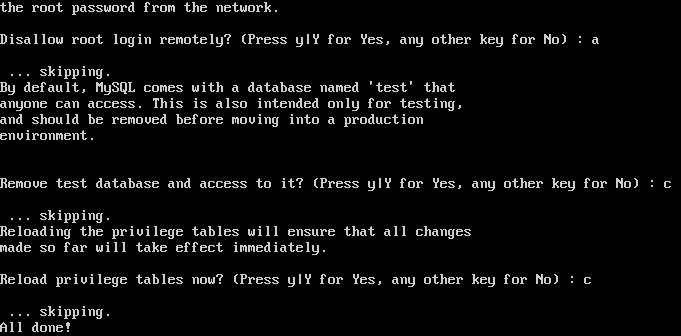 the root password from the network.
Disallow root login remotely? (Press y|Y for Yes, any other key for No) : a
... skipping.
By default, MySQL comes with a database named 'test' that
anyone can access. This is also intended only for testing,
and should be removed before moving into a production
environment.
Remove test database and access to it? (Press y|Y for Yes, any other key for No) : c
... skipping.
Reloading the privilege tables will ensure that all changes
made so far will take effect immediately.
Reload privilege tables now? (Press y|Y for Yes, any other key for No) : c
... skipping.
All done!